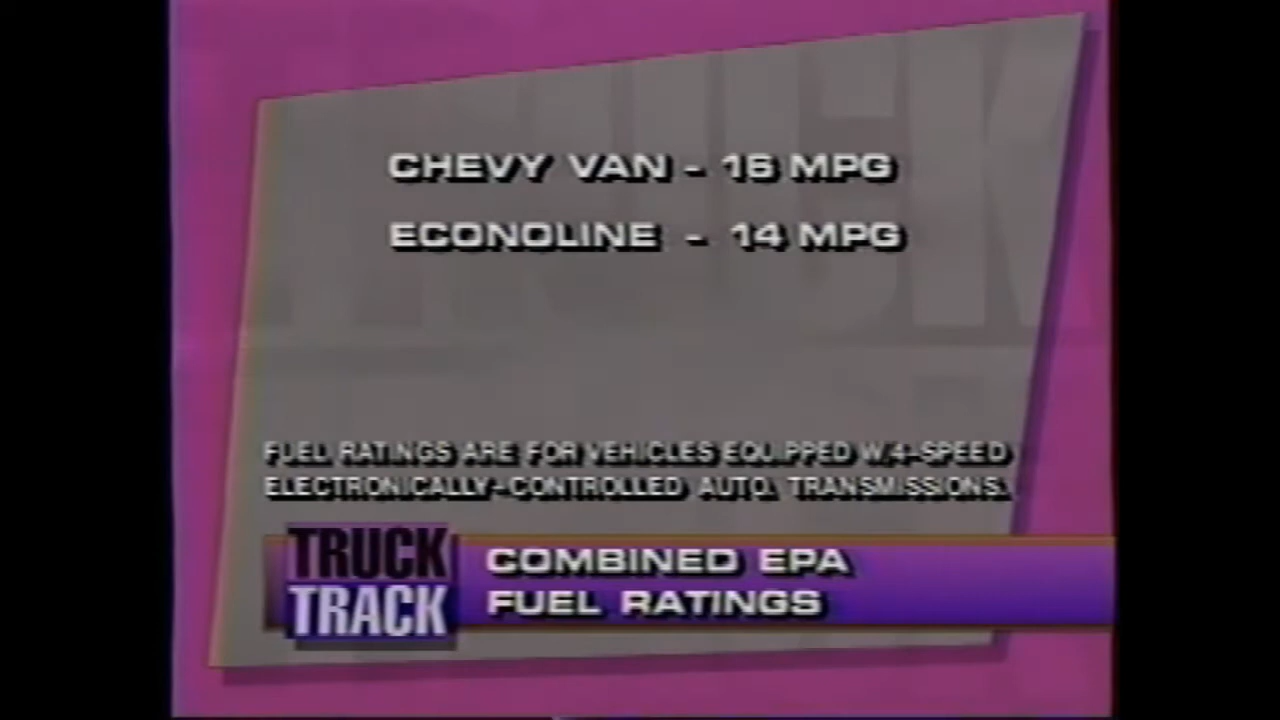 CHEVY VAN - 16 MPG
ECONOLINE - 14 MPG
FUEL RATINGS ARE FOR VEHICLES EQUIPPED W/4-SPEED
ELECTRONICALLY-CONTROLLED AUTO. TRANSMISSIONS.
TRUCK
TRACK
COMBINED EPA
FUEL RATINGS